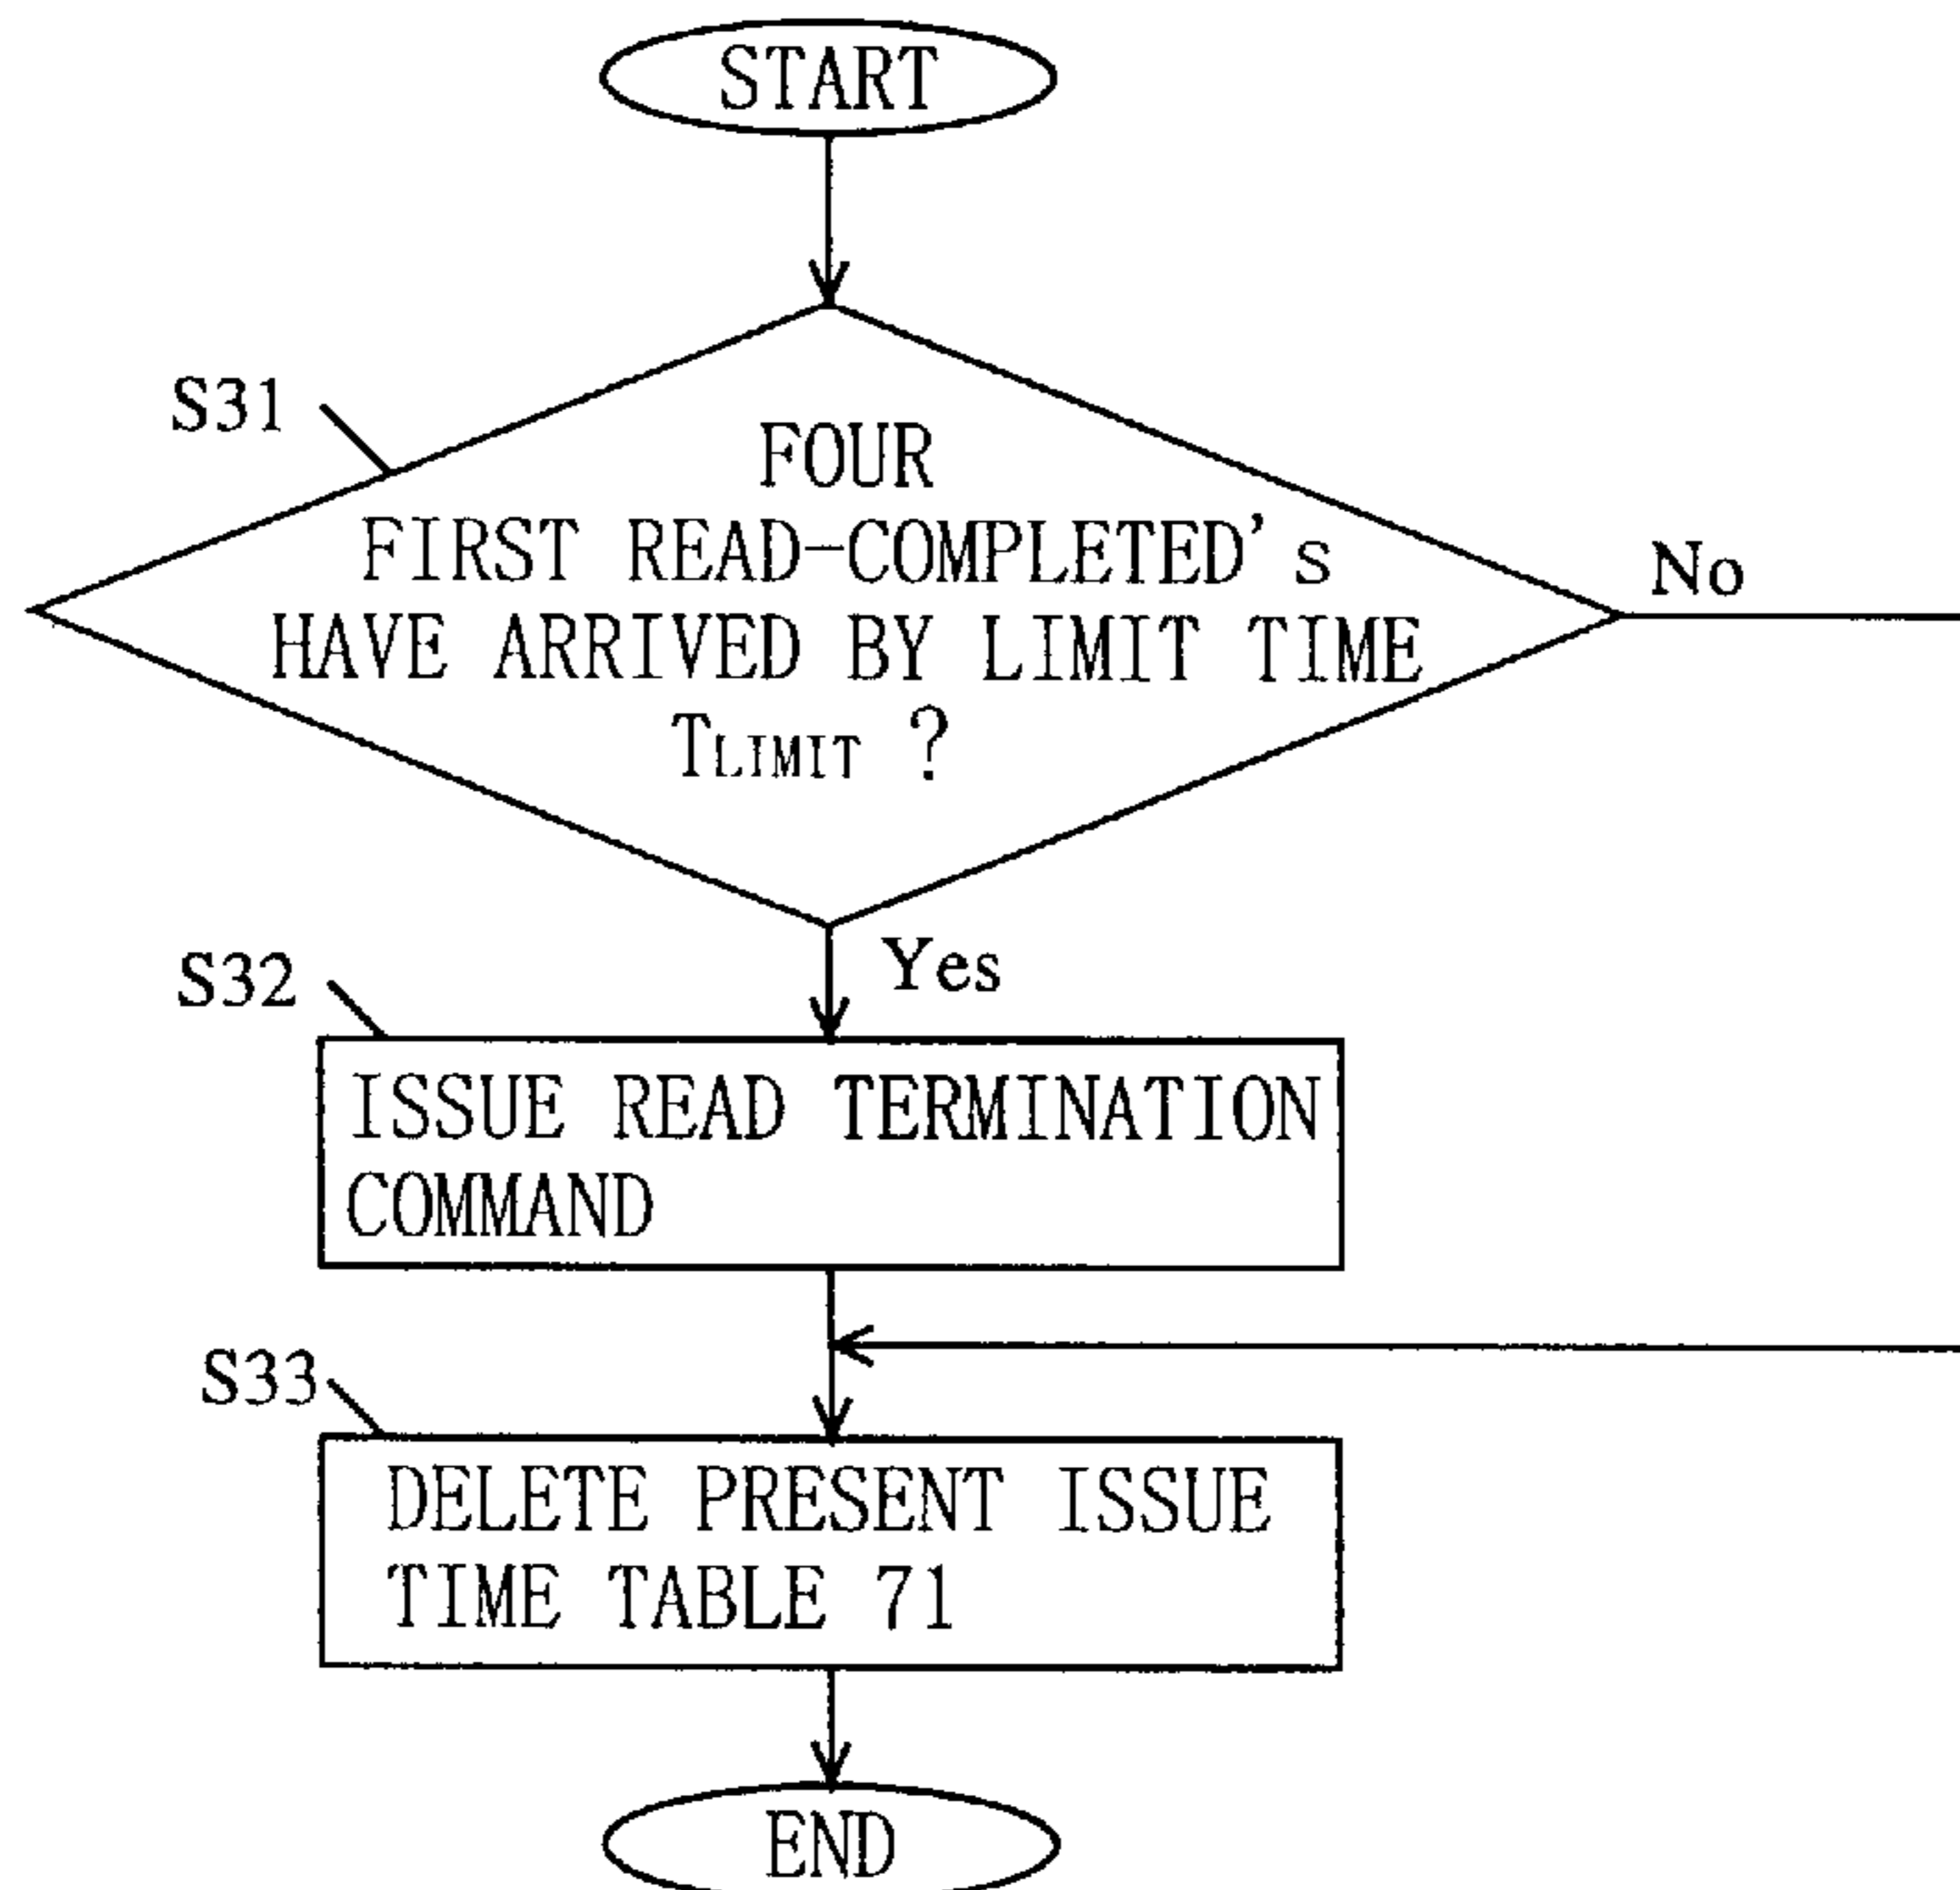 START
S31
FOUR
FIRST READ-COMPLETED's
HAVE ARRIVED BY LIMIT TIME
TLIMIT ?
No
Yes
S32
ISSUE READ TERMINATION
COMMAND
S33
DELETE PRESENT ISSUE
TIME TABLE 71
END